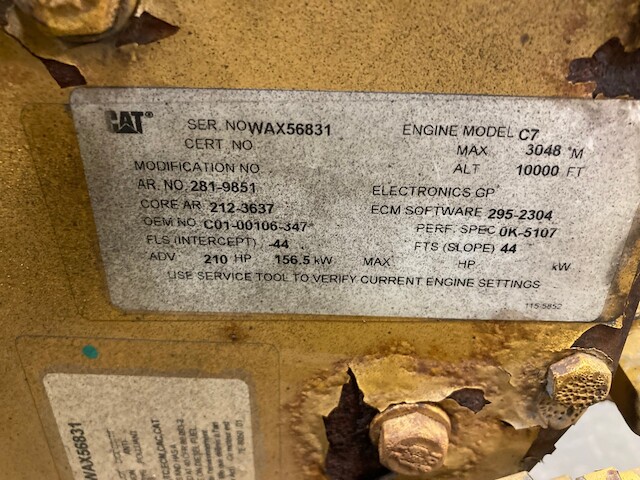 CAT®
SER. NO WAX56831
CERT. NO.
MODIFICATION NO.
AR. NO. 281-9851
CORE AR. 212-3637
OEM NO. C01-00106-347
FLS (INTERCEPT) -44
ADV 210 HP 156.5 kW MAX HP kW
ENGINE MODEL C7
MAX 3048 M
ALT 10000 FT
ELECTRONICS GP
ECM SOFTWARE 295-2304
PERF. SPEC 0K-5107
FTS (SLOPE) 44
USE SERVICE TOOL TO VERIFY CURRENT ENGINE SETTINGS
115-5852
WAX56831